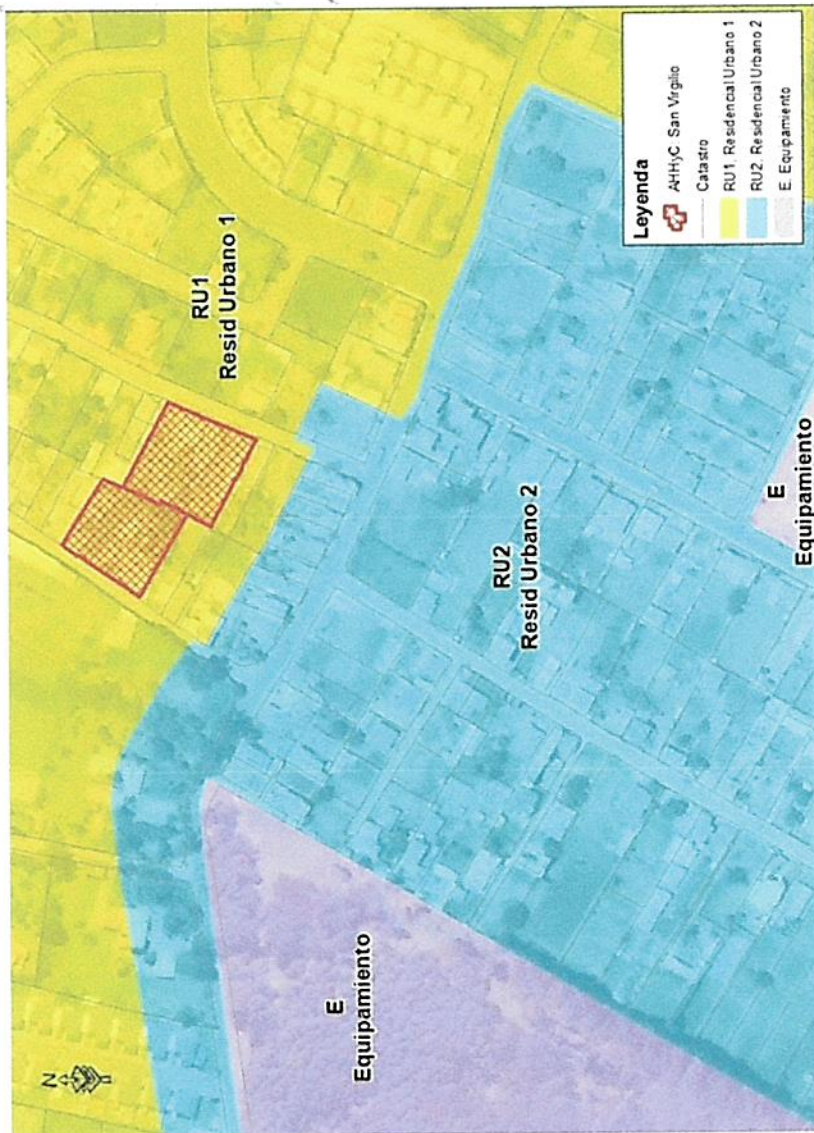 N
RU1
Resid Urbano 1
E
Equipamiento
RU2
Resid Urbano 2
E
Equipamiento
Leyenda
AHHyC San Virgilio
Catastro
RU1. Residencial Urbano 1
RU2. Residencial Urbano 2
E. Equipamiento